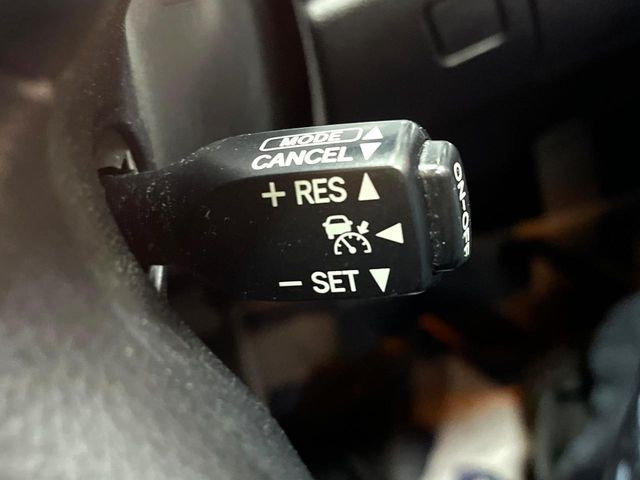 MODE
CANCEL
+ RES
- SET
ON-OFF